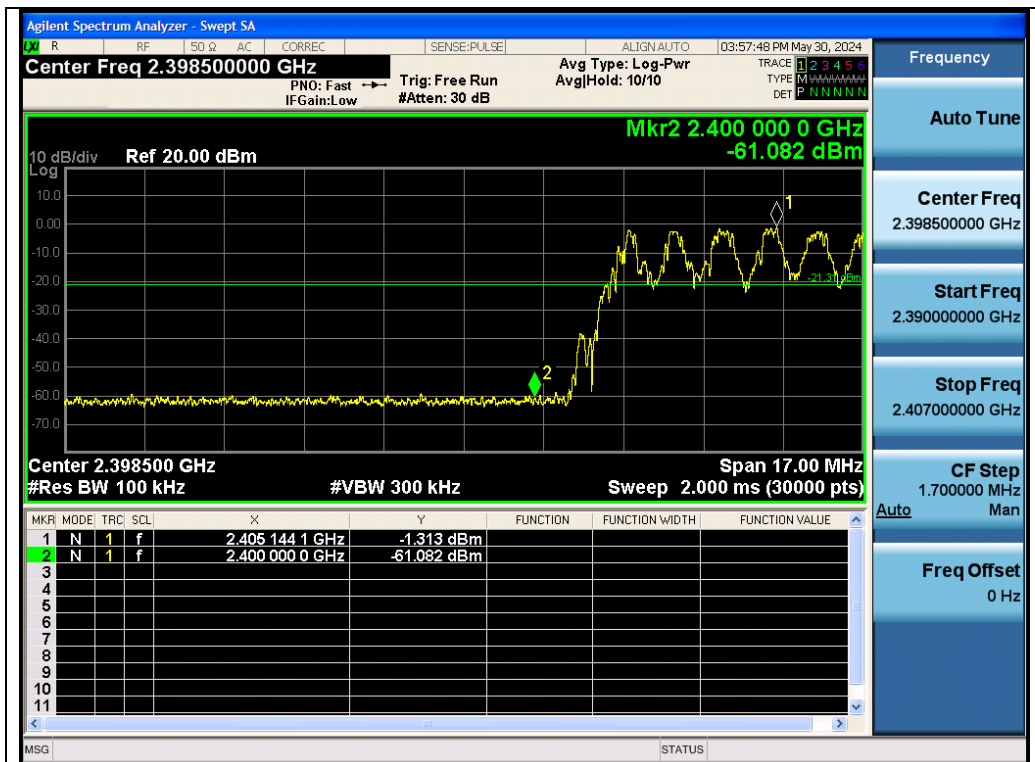 Agilent Spectrum Analyzer - Swept SA
LXI R RF 50 Ω AC CORREC SENSE:PULSE ALIGN AUTO 03:57:48 PM May 30, 2024
Center Freq 2.398500000 GHz
PNO: Fast
IFGain:Low
Trig: Free Run
#Atten: 30 dB
Avg Type: Log-Pwr
Avg|Hold: 10/10
TRACE 1 2 3 4 5 6
TYPE M
DET P N N N N N
Mkr2 2.400 000 0 GHz
-61.082 dBm
10 dB/div Ref 20.00 dBm
Log
10.0
0.00
-10.0
-20.0
-30.0
-40.0
-50.0
-60.0
-70.0
1
2
Center 2.398500 GHz Span 17.00 MHz
#Res BW 100 kHz #VBW 300 kHz Sweep 2.000 ms (30000 pts)
MKR MODE TRC SCL X Y FUNCTION FUNCTION WIDTH FUNCTION VALUE
1 N 1 f 2.405 144 1 GHz -1.313 dBm
2 N 1 f 2.400 000 0 GHz -61.082 dBm
3
4
5
6
7
8
9
10
11
MSG STATUS
Frequency
Auto Tune
Center Freq
2.398500000 GHz
Start Freq
2.390000000 GHz
Stop Freq
2.407000000 GHz
CF Step
1.700000 MHz
Auto Man
Freq Offset
0 Hz